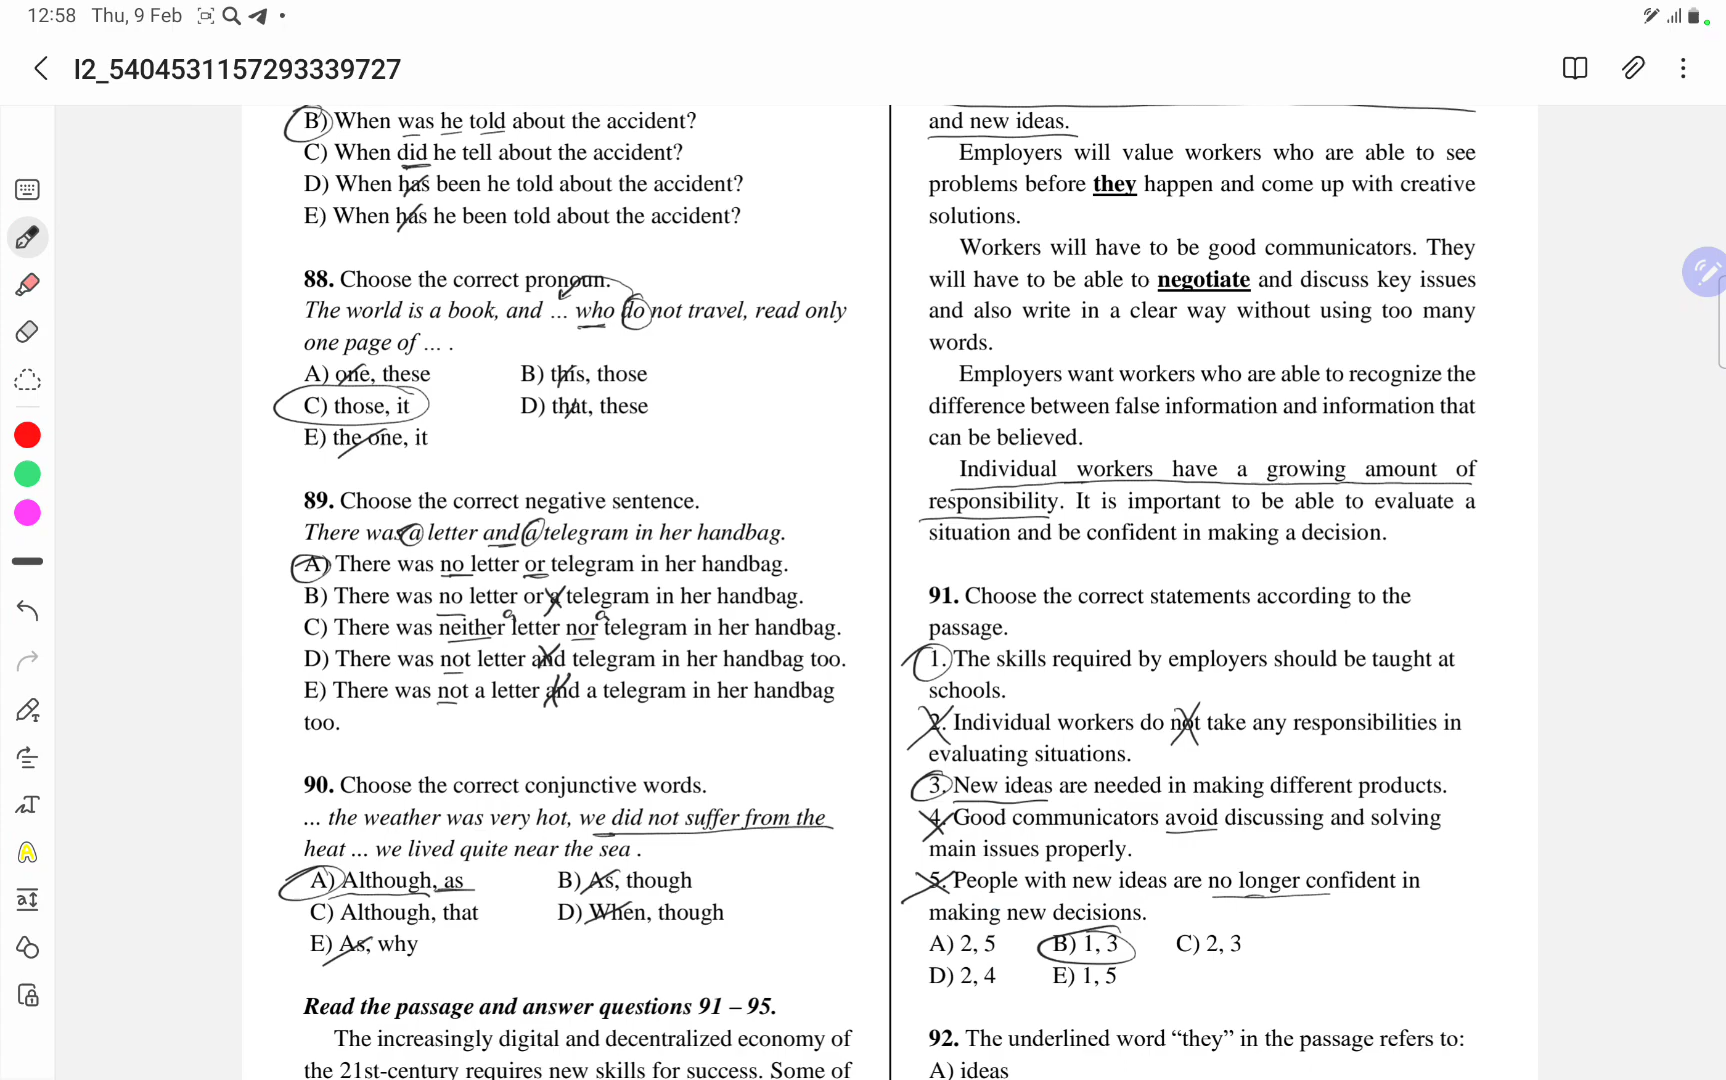 12:58 Thu, 9 Feb
I2_5404531157293339727
B) When was he told about the accident?
C) When did he tell about the accident?
D) When has been he told about the accident?
E) When has he been told about the accident?
88. Choose the correct pronoun.
The world is a book, and ... who do not travel, read only
one page of ... .
A) one, these B) this, those
C) those, it D) that, these
E) the one, it
89. Choose the correct negative sentence.
There was a letter and a telegram in her handbag.
A) There was no letter or telegram in her handbag.
B) There was no letter or a telegram in her handbag.
a a
C) There was neither letter nor telegram in her handbag.
D) There was not letter and telegram in her handbag too.
E) There was not a letter and a telegram in her handbag
too.
90. Choose the correct conjunctive words.
... the weather was very hot, we did not suffer from the
heat ... we lived quite near the sea .
A) Although, as B) As, though
C) Although, that D) When, though
E) As, why
Read the passage and answer questions 91 – 95.
The increasingly digital and decentralized economy of
the 21st-century requires new skills for success. Some of
and new ideas.
Employers will value workers who are able to see
problems before they happen and come up with creative
solutions.
Workers will have to be good communicators. They
will have to be able to negotiate and discuss key issues
and also write in a clear way without using too many
words.
Employers want workers who are able to recognize the
difference between false information and information that
can be believed.
Individual workers have a growing amount of
responsibility. It is important to be able to evaluate a
situation and be confident in making a decision.
91. Choose the correct statements according to the
passage.
1. The skills required by employers should be taught at
schools.
2. Individual workers do not take any responsibilities in
evaluating situations.
3. New ideas are needed in making different products.
4. Good communicators avoid discussing and solving
main issues properly.
5. People with new ideas are no longer confident in
making new decisions.
A) 2, 5 B) 1, 3 C) 2, 3
D) 2, 4 E) 1, 5
92. The underlined word “they” in the passage refers to:
A) ideas